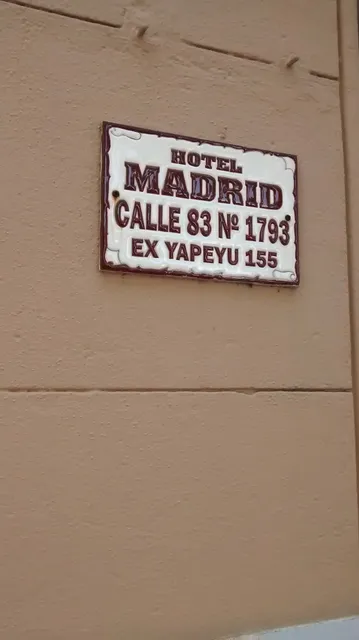 HOTEL
MADRID
CALLE 83 Nº 1793
EX YAPEYU 155